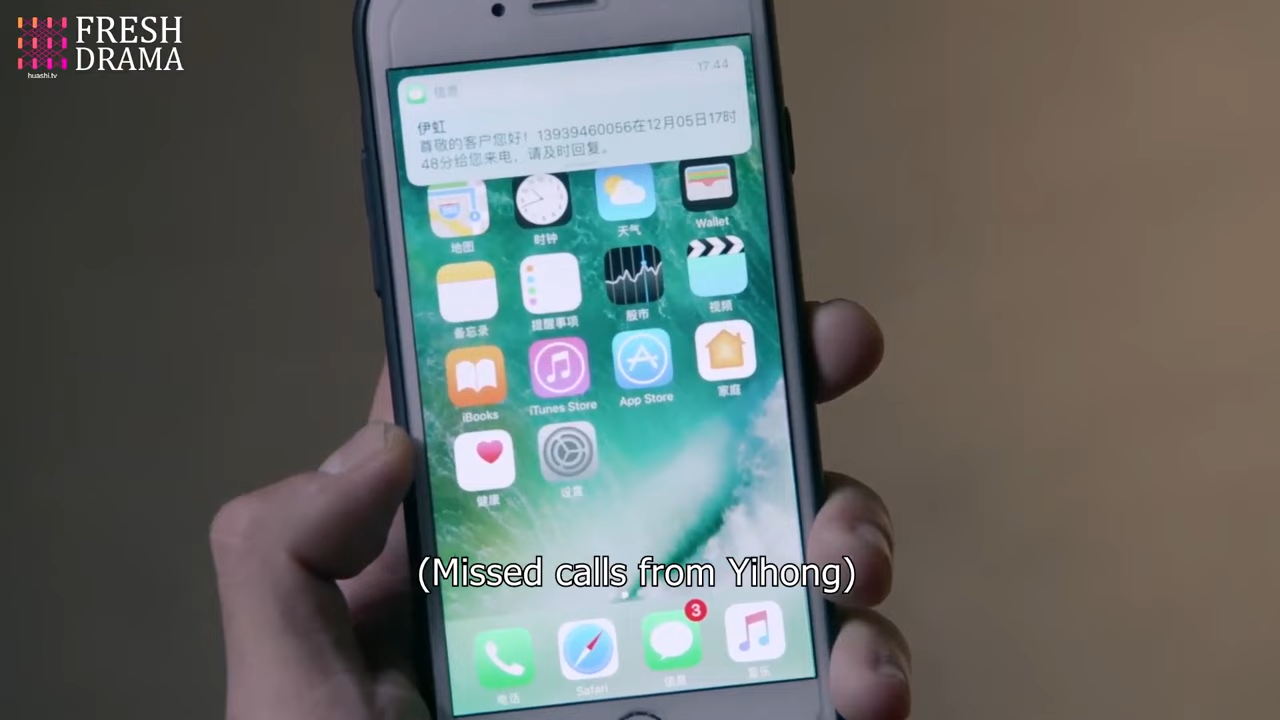 FRESH
DRAMA
huashi.tv
17:44
信息
伊虹
尊敬的客户您好！13939460056在12月05日17时
48分给您来电，请及时回复。
地图
时钟
天气
Wallet
备忘录
提醒事项
股市
视频
iBooks
iTunes Store
App Store
家庭
健康
设置
(Missed calls from Yihong)
3
电话
Safari
信息
音乐